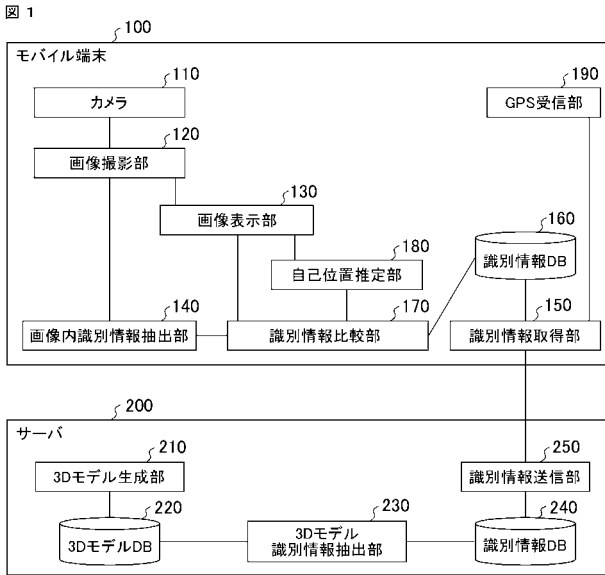 図 1
100
モバイル端末
110
カメラ
190
GPS受信部
120
画像撮影部
130
画像表示部
160
識別情報DB
180
自己位置推定部
140
画像内識別情報抽出部
170
識別情報比較部
150
識別情報取得部
200
サーバ
210
3Dモデル生成部
250
識別情報送信部
220
3DモデルDB
230
3Dモデル
識別情報抽出部
240
識別情報DB